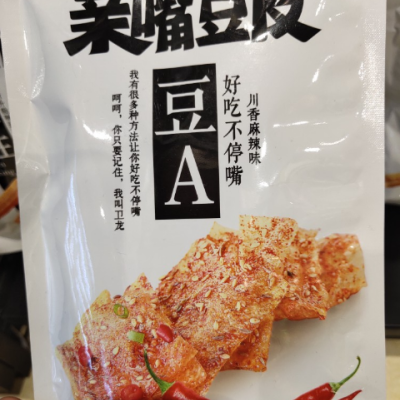 菜嘴豆皮
川香麻辣味
好吃不停嘴
豆A
我有很多种方法让你好吃不停嘴
呵呵，你只要记住，我叫卫龙